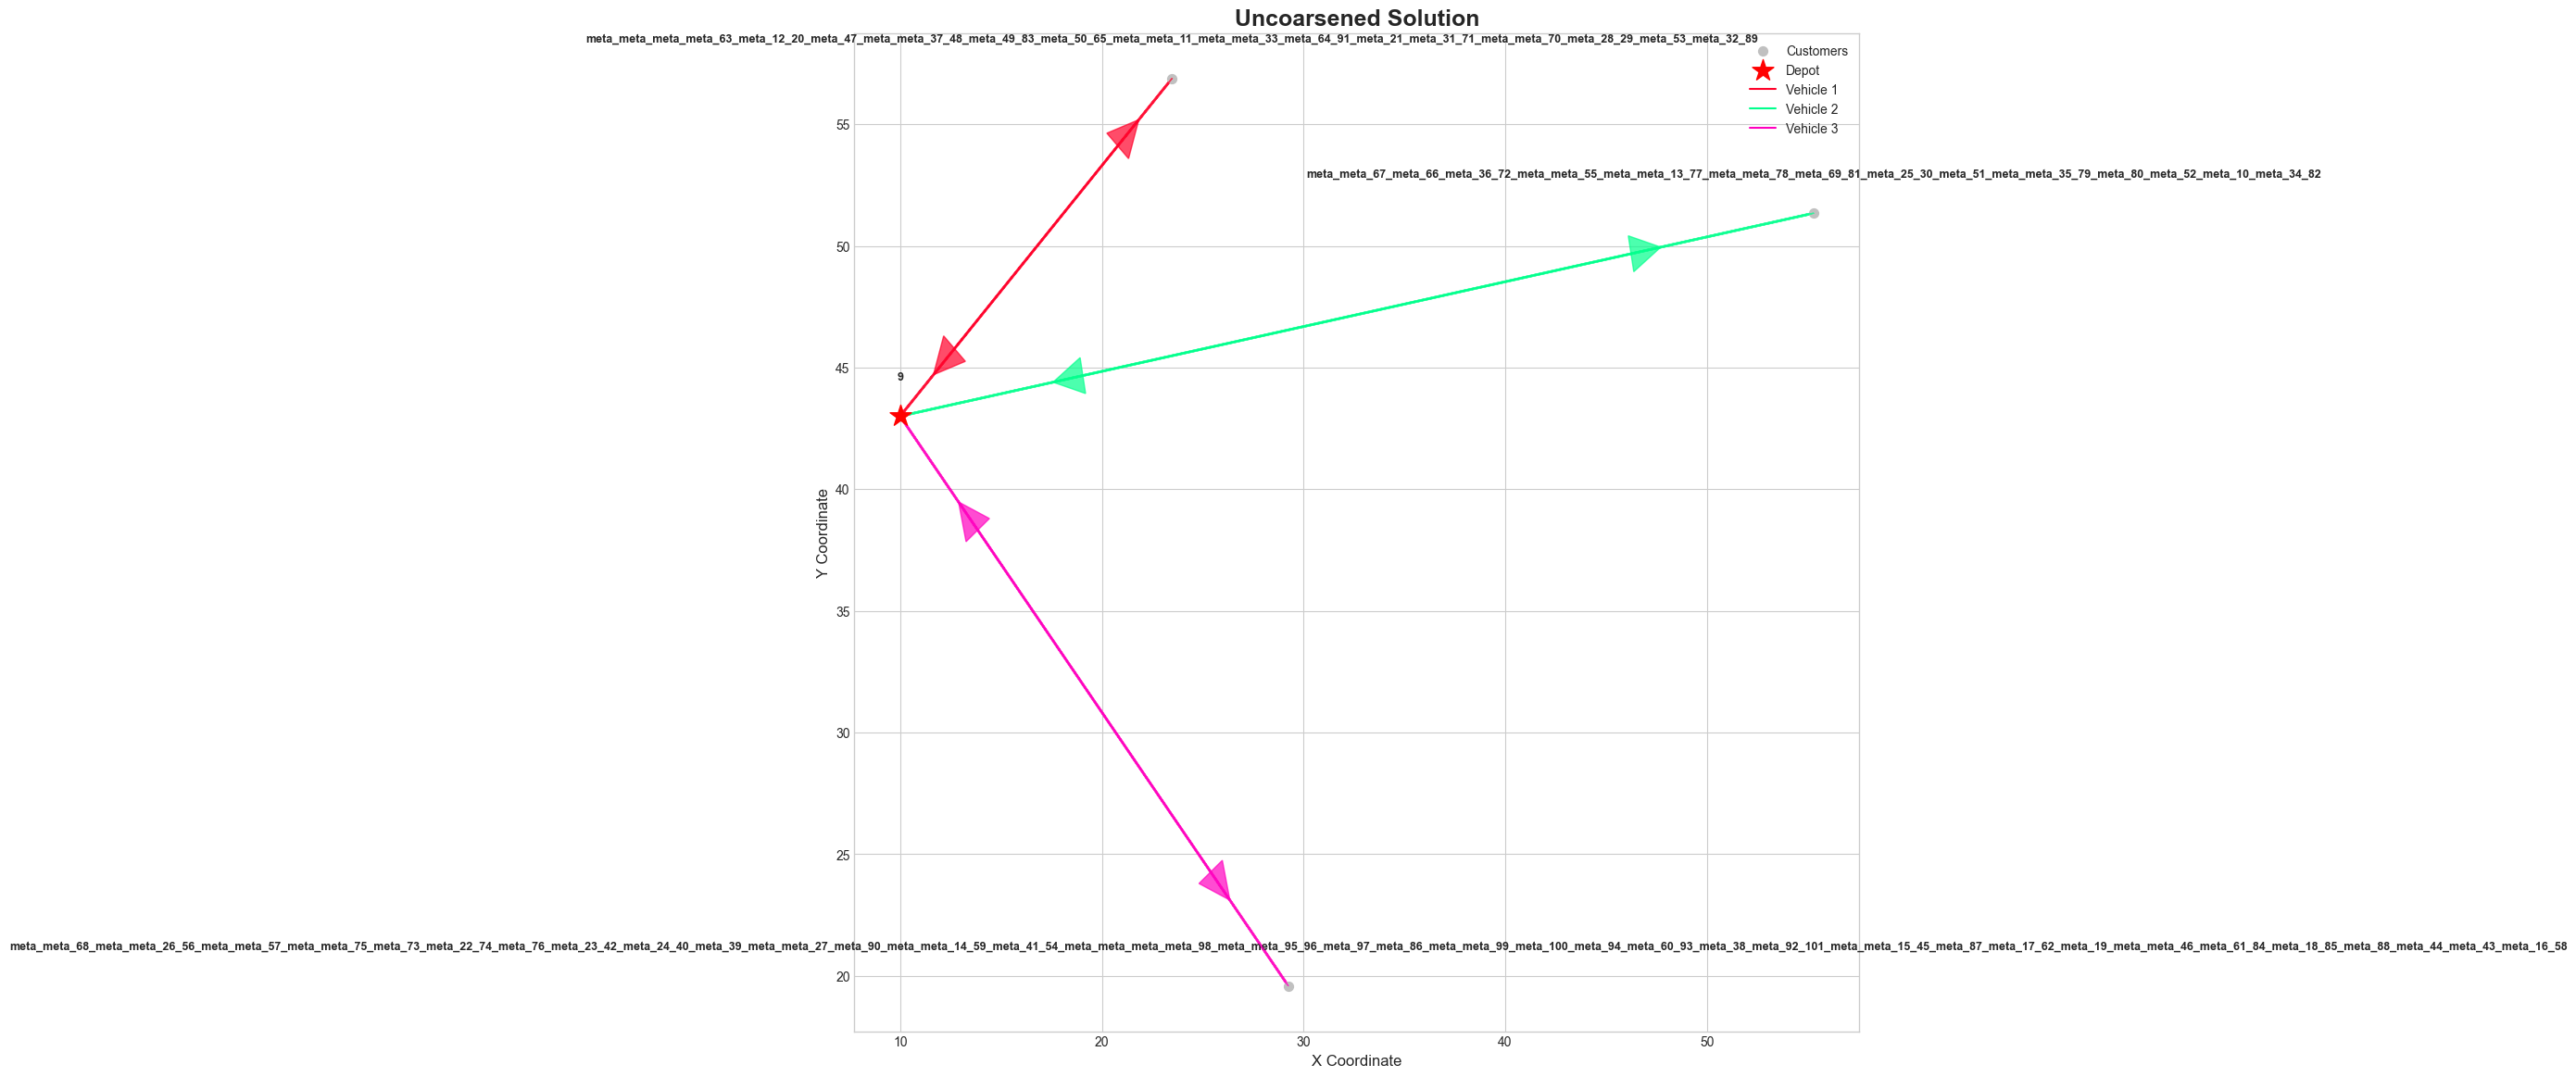 Uncoarsened Solution
meta_meta_meta_meta_63_meta_12_20_meta_47_meta_meta_37_48_meta_49_83_meta_50_65_meta_meta_11_meta_meta_33_meta_64_91_meta_21_meta_31_71_meta_meta_70_meta_28_29_meta_53_meta_32_89
Customers
Depot
Vehicle 1
Vehicle 2
Vehicle 3
55
meta_meta_67_meta_66_meta_36_72_meta_meta_55_meta_meta_13_77_meta_meta_78_meta_69_81_meta_25_30_meta_51_meta_meta_35_79_meta_80_meta_52_meta_10_meta_34_82
50
45
9
40
Y Coordinate
35
30
25
meta_meta_68_meta_meta_26_56_meta_meta_57_meta_meta_75_meta_73_meta_22_74_meta_76_meta_23_42_meta_24_40_meta_39_meta_meta_27_meta_90_meta_meta_14_59_meta_41_54_meta_meta_meta_meta_98_meta_meta_95_96_meta_97_meta_86_meta_meta_99_meta_100_meta_94_meta_60_93_meta_38_meta_92_101_meta_meta_15_45_meta_87_meta_17_62_meta_19_meta_meta_46_meta_61_84_meta_18_85_meta_88_meta_44_meta_43_meta_16_58
20
10
20
30
40
50
X Coordinate